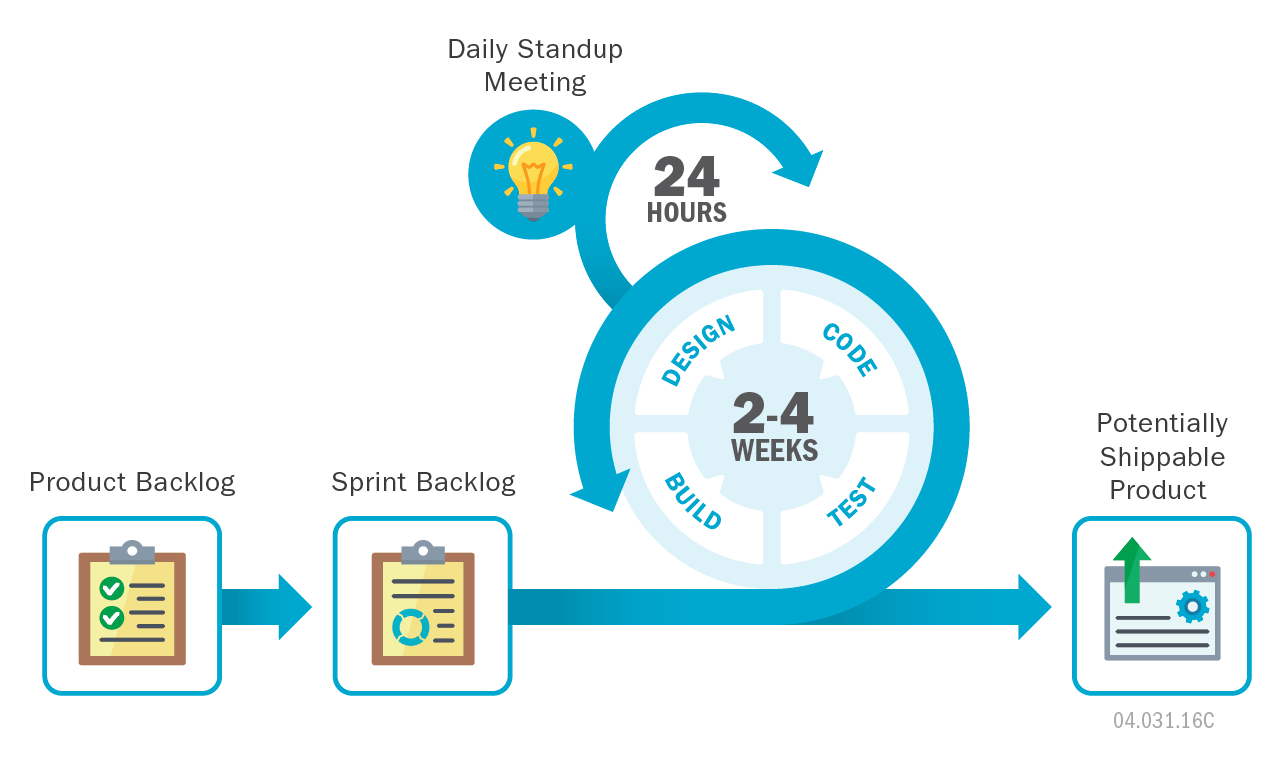 Daily Standup
Meeting
24
HOURS
DESIGN
CODE
2-4
WEEKS
BUILD
TEST
Product Backlog
Sprint Backlog
Potentially
Shippable
Product
04.031.16C